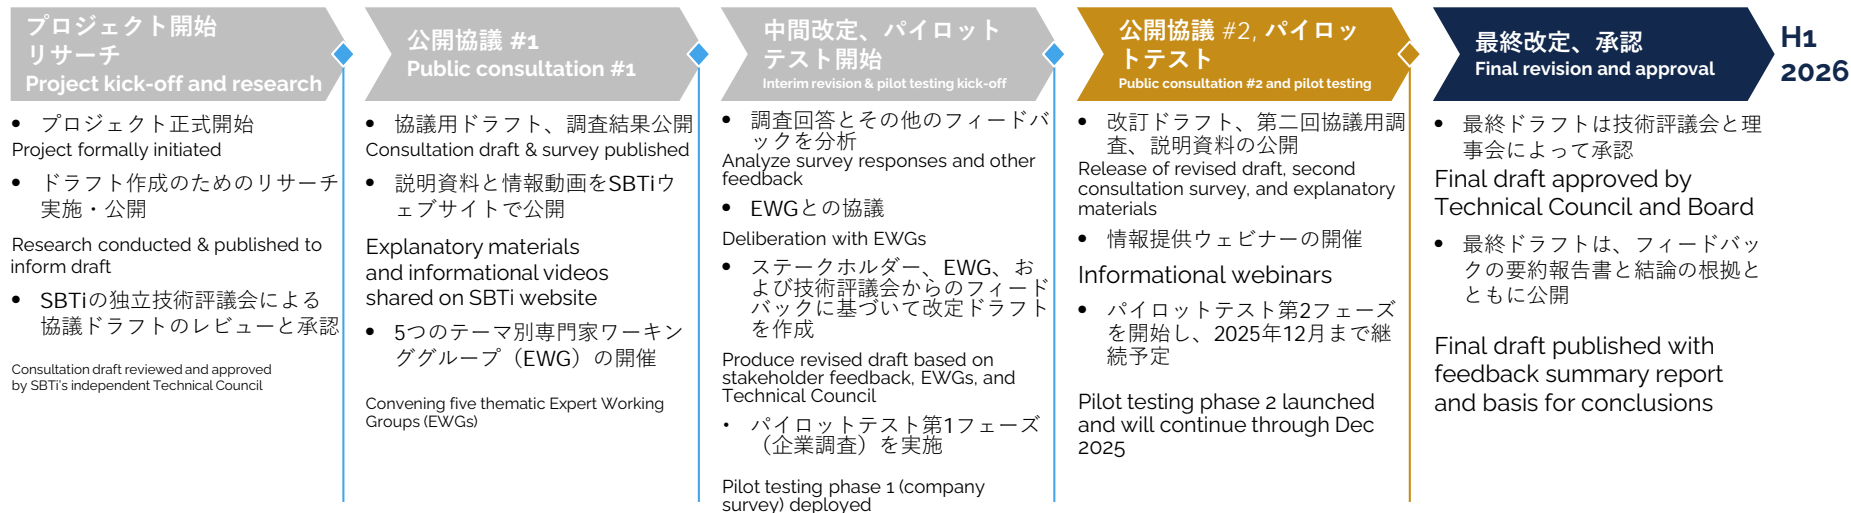 プロジェクト開始
リサーチ
Project kick-off and research
• プロジェクト正式開始
Project formally initiated
• ドラフト作成のためのリサーチ
実施・公開
Research conducted & published to
inform draft
• SBTiの独立技術評議会による
協議ドラフトのレビューと承認
Consultation draft reviewed and approved
by SBTi's independent Technical Council
公開協議 #1
Public consultation #1
• 協議用ドラフト、調査結果公開
Consultation draft & survey published
• 説明資料と情報動画をSBTiウ
ェブサイトで公開
Explanatory materials
and informational videos
shared on SBTi website
• 5つのテーマ別専門家ワーキン
ググループ（EWG）の開催
Convening five thematic Expert Working
Groups (EWGs)
中間改定、パイロット
テスト開始
Interim revision & pilot testing kick-off
• 調査回答とその他のフィードバ
ックを分析
Analyze survey responses and other
feedback
• EWGとの協議
Deliberation with EWGs
• ステークホルダー、EWG、お
よび技術評議会からのフィード
バックに基づいて改定ドラフト
を作成
Produce revised draft based on
stakeholder feedback, EWGs, and
Technical Council
• パイロットテスト第1フェーズ
（企業調査）を実施
Pilot testing phase 1 (company
survey) deployed
公開協議 #2, パイロッ
トテスト
Public consultation #2 and pilot testing
• 改訂ドラフト、第二回協議用調
査、説明資料の公開
Release of revised draft, second
consultation survey, and explanatory
materials
• 情報提供ウェビナーの開催
Informational webinars
• パイロットテスト第2フェーズ
を開始し、2025年12月まで継
続予定
Pilot testing phase 2 launched
and will continue through Dec
2025
最終改定、承認
Final revision and approval
• 最終ドラフトは技術評議会と理
事会によって承認
Final draft approved by
Technical Council and Board
• 最終ドラフトは、フィードバッ
クの要約報告書と結論の根拠と
ともに公開
Final draft published with
feedback summary report
and basis for conclusions
H1
2026